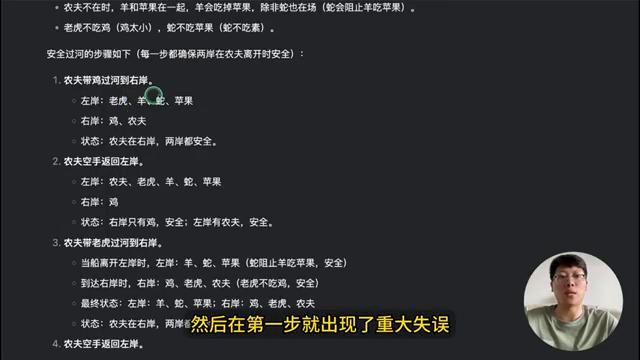 农夫不在时，羊和苹果在一起，羊会吃掉苹果，除非蛇也在场（蛇会阻止羊吃苹果）。
老虎不吃鸡（鸡太小），蛇不吃苹果（蛇不吃素）。
安全过河的步骤如下（每一步都确保两岸在农夫离开时安全）：
1. 农夫带鸡过河到右岸。
左岸：老虎、羊、蛇、苹果
右岸：鸡、农夫
状态：农夫在右岸，两岸都安全。
2. 农夫空手返回左岸。
左岸：农夫、老虎、羊、蛇、苹果
右岸：鸡
状态：右岸只有鸡，安全；左岸有农夫，安全。
3. 农夫带老虎过河到右岸。
当船离开左岸时，左岸：羊、蛇、苹果（蛇阻止羊吃苹果，安全）
到达右岸时，右岸：鸡、老虎、农夫（老虎不吃鸡，安全）
最终状态：左岸：羊、蛇、苹果；右岸：鸡、老虎、农夫
状态：农夫在右岸，两岸
然后在第一步就出现了重大失误
4. 农夫空手返回左岸。